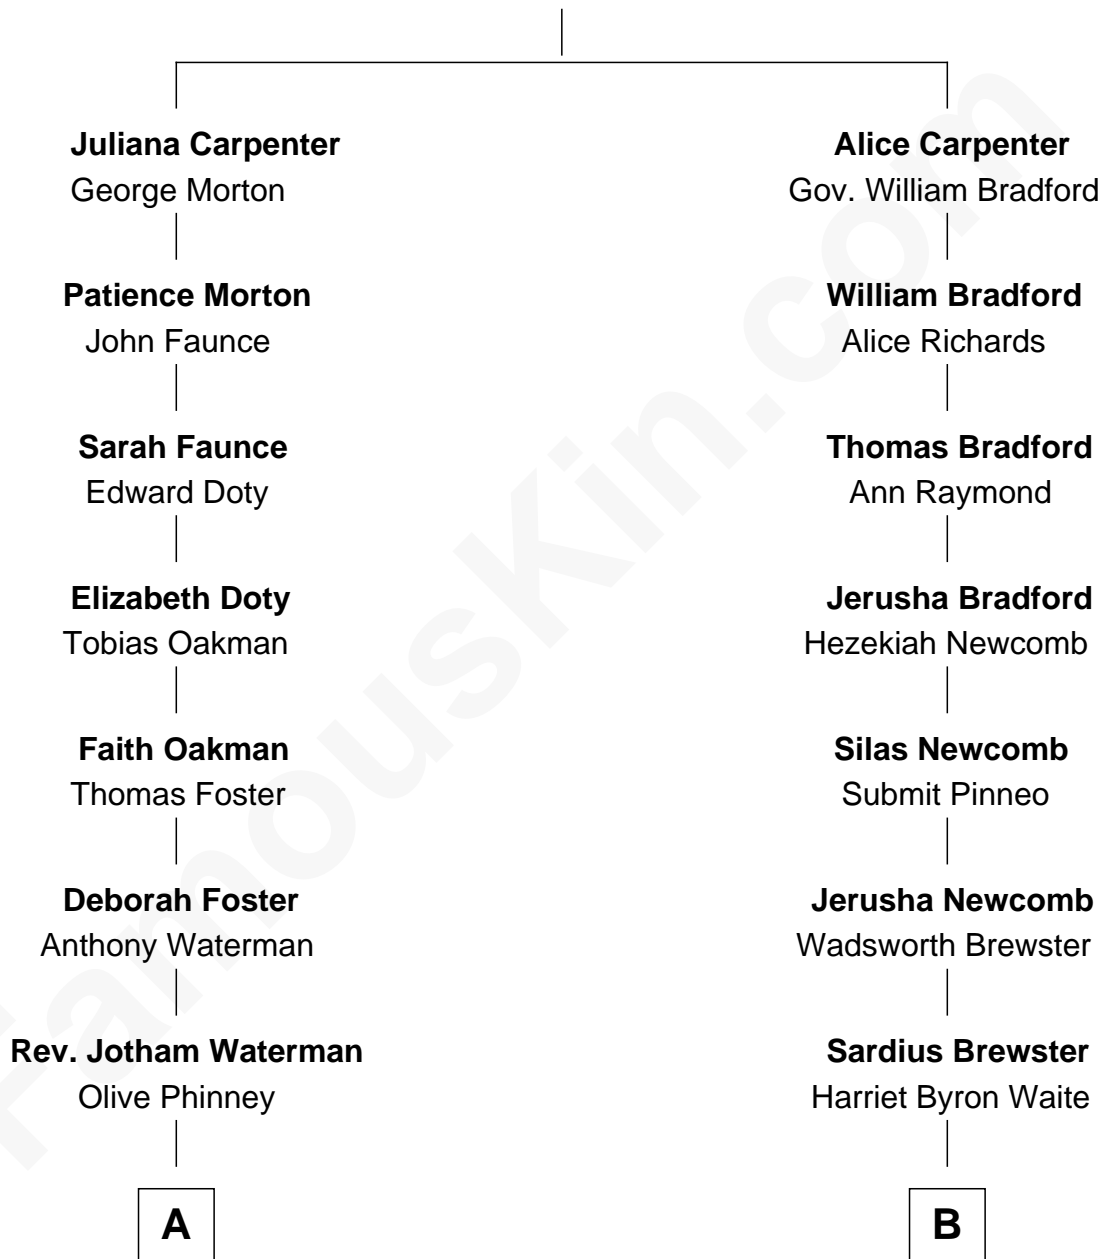 Juliana Carpenter
George Morton
Patience Morton
John Faunce
Sarah Faunce
Edward Doty
Elizabeth Doty
Tobias Oakman
Faith Oakman
Thomas Foster
Deborah Foster
Anthony Waterman
Rev. Jotham Waterman
Olive Phinney
A
Alice Carpenter
Gov. William Bradford
William Bradford
Alice Richards
Thomas Bradford
Ann Raymond
Jerusha Bradford
Hezekiah Newcomb
Silas Newcomb
Submit Pinneo
Jerusha Newcomb
Wadsworth Brewster
Sardius Brewster
Harriet Byron Waite
B
FamousKin.com